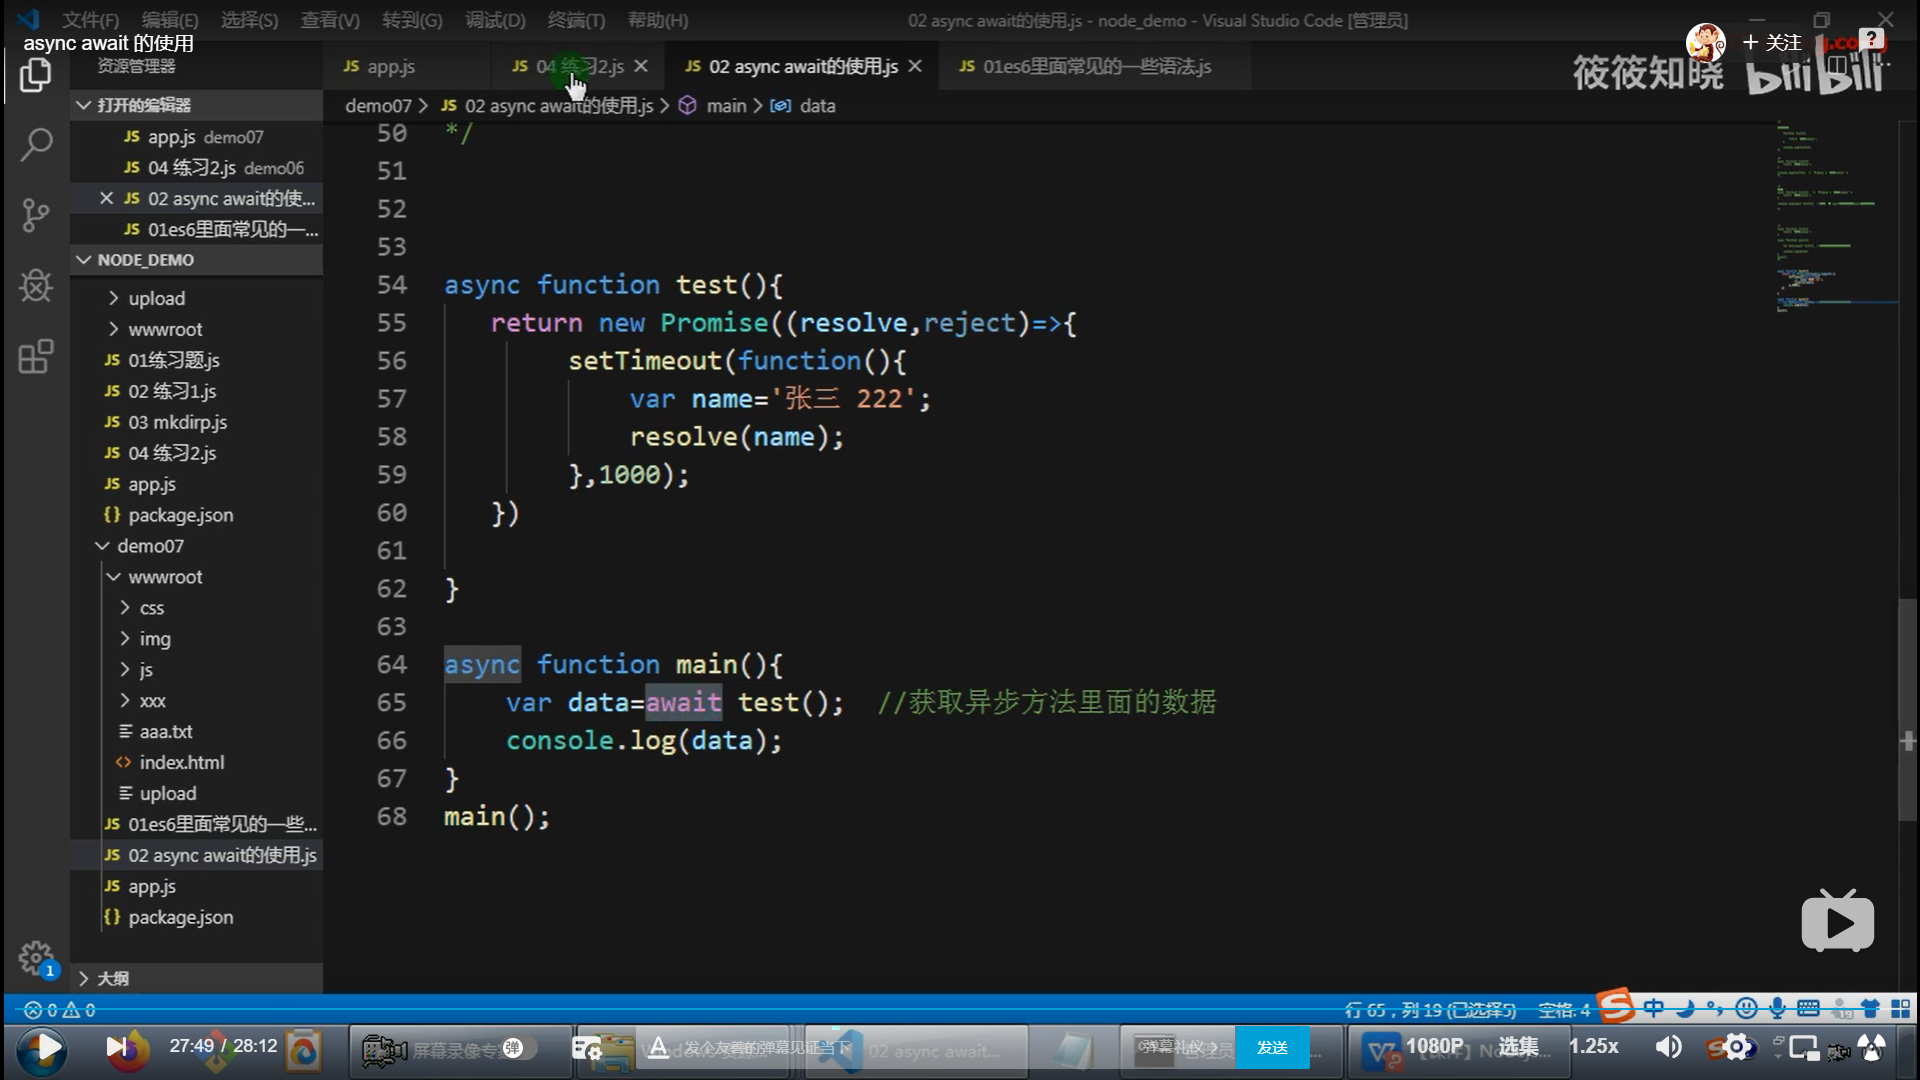 文件(F) 编辑(E) 选择(S) 查看(V) 转到(G) 调试(D) 终端(T) 帮助(H)
02 async await的使用.js - node_demo - Visual Studio Code [管理员]
async await 的使用
资源管理器
JS app.js
JS 04 练习2.js
JS 02 async await的使用.js
JS 01es6里面常见的一些语法.js
+ 关注
筱筱知晓 bilibili
demo07 > JS 02 async await的使用.js > main > data
打开的编辑器
JS app.js demo07
JS 04 练习2.js demo06
JS 02 async await的使...
JS 01es6里面常见的一...
NODE_DEMO
upload
wwwroot
JS 01练习题.js
JS 02 练习1.js
JS 03 mkdirp.js
JS 04 练习2.js
JS app.js
{} package.json
demo07
wwwroot
css
img
js
xxx
aaa.txt
<> index.html
upload
JS 01es6里面常见的一些...
JS 02 async await的使用.js
JS app.js
{} package.json
大纲
50 */
51
52
53
54 async function test(){
55 return new Promise((resolve,reject)=>{
56 setTimeout(function(){
57 var name='张三 222';
58 resolve(name);
59 },1000);
60 })
61
62 }
63
64 async function main(){
65 var data=await test(); //获取异步方法里面的数据
66 console.log(data);
67 }
68 main();
1
0 0
行 65，列 19 (已选择5) 空格: 4
中
27:49 / 28:12
屏幕录像专
弹
发个友善的弹幕见证当下
02 async await...
弹幕礼仪 >
发送
1080P
选集
1.25x